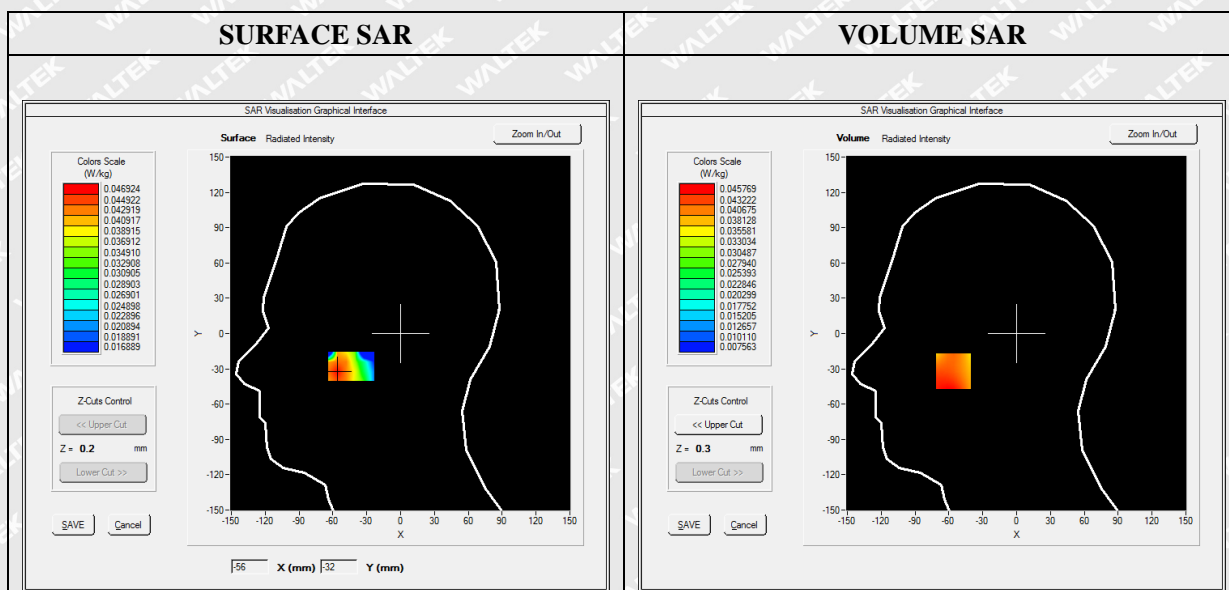 SURFACE SAR
SAR Visualisation Graphical Interface
Surface Radiated Intensity
Zoom In/Out
Colors Scale
(W/kg)
0.046924
0.044922
0.042919
0.040917
0.038915
0.036912
0.034910
0.032908
0.030905
0.028903
0.026901
0.024898
0.022896
0.020894
0.018891
0.016889
Z-Cuts Control
<< Upper Cut
Z = 0.2 mm
Lower Cut >>
SAVE Cancel
150
120
90
60
30
0
-30
-60
-90
-120
-150
Y
-150 -120 -90 -60 -30 0 30 60 90 120 150
X
-56 X (mm) -32 Y (mm)
VOLUME SAR
SAR Visualisation Graphical Interface
Volume Radiated Intensity
Zoom In/Out
Colors Scale
(W/kg)
0.045769
0.043222
0.040675
0.038128
0.035581
0.033034
0.030487
0.027940
0.025393
0.022846
0.020299
0.017752
0.015205
0.012657
0.010110
0.007563
Z-Cuts Control
<< Upper Cut
Z = 0.3 mm
Lower Cut >>
SAVE Cancel
150
120
90
60
30
0
-30
-60
-90
-120
-150
Y
-150 -120 -90 -60 -30 0 30 60 90 120 150
X
WALTEK